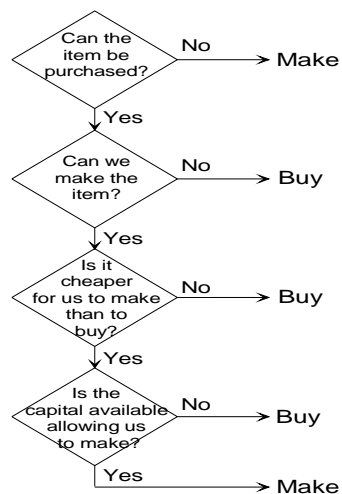 Can the
item be
purchased?
No
Make
Yes
Can we
make the
item?
No
Buy
Yes
Is it
cheaper
for us to make
than to
buy?
No
Buy
Yes
Is the
capital available
allowing us
to make?
No
Buy
Yes
Make